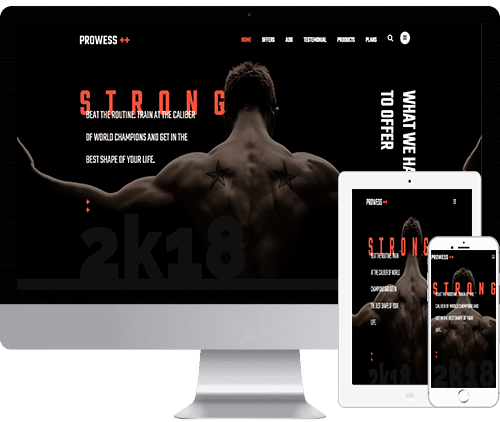 PROWESS ++
HOME OFFERS ADD TESTEMONIAL PRODUCTS PLANS
STRONG
BEAT THE ROUTINE. TRAIN AT THE CALIBER
OF WORLD CHAMPIONS AND GET IN THE
BEST SHAPE OF YOUR LIFE.
WHAT WE HA
TO OFFER
++
2k18
PROWESS ++
STRONG
BEAT THE ROUTINE. TRAIN
AT THE CALIBER OF WORLD
CHAMPIONS AND GET IN
THE BEST SHAPE OF YOUR
LIFE.
2k18
PROWESS ++
STRONG
BEAT THE ROUTINE. TRAIN AT THE
CALIBER OF WORLD CHAMPIONS AND
GET IN THE BEST SHAPE OF YOUR
LIFE.
2k18